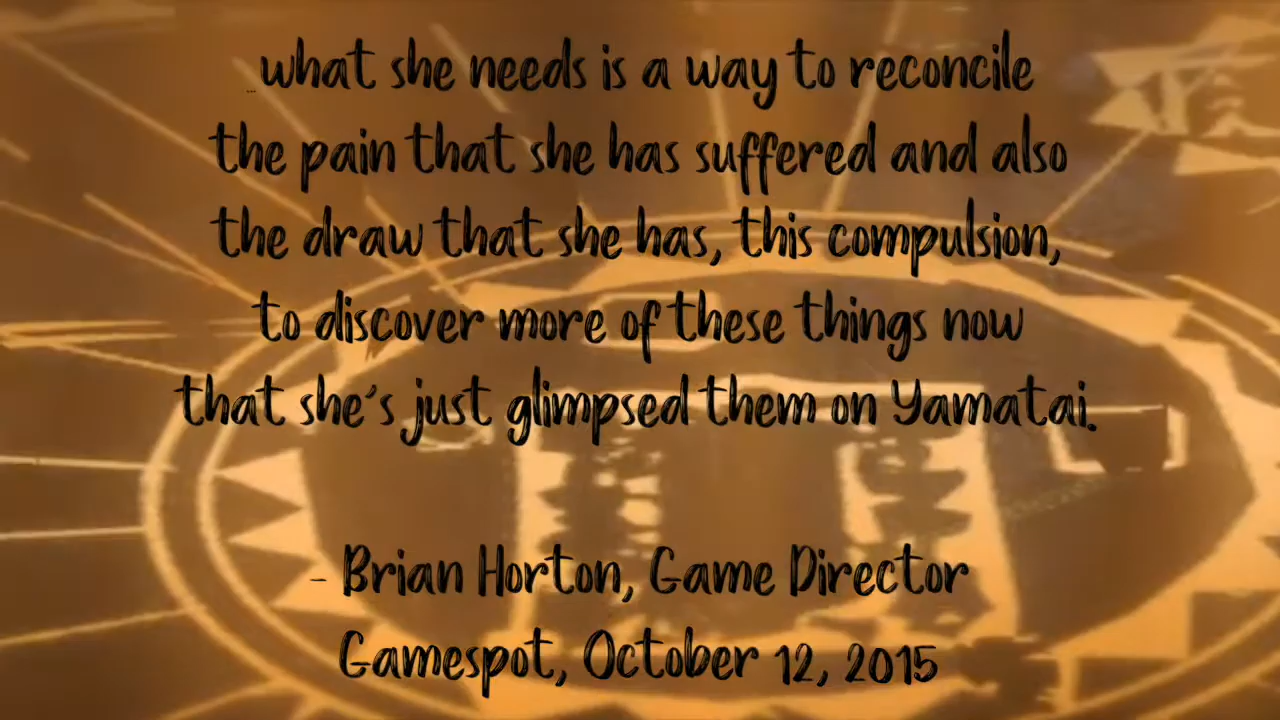 ...what she needs is a way to reconcile
the pain that she has suffered and also
the draw that she has, this compulsion,
to discover more of these things now
that she's just glimpsed them on Yamatai.
- Brian Horton, Game Director
Gamespot, October 12, 2015